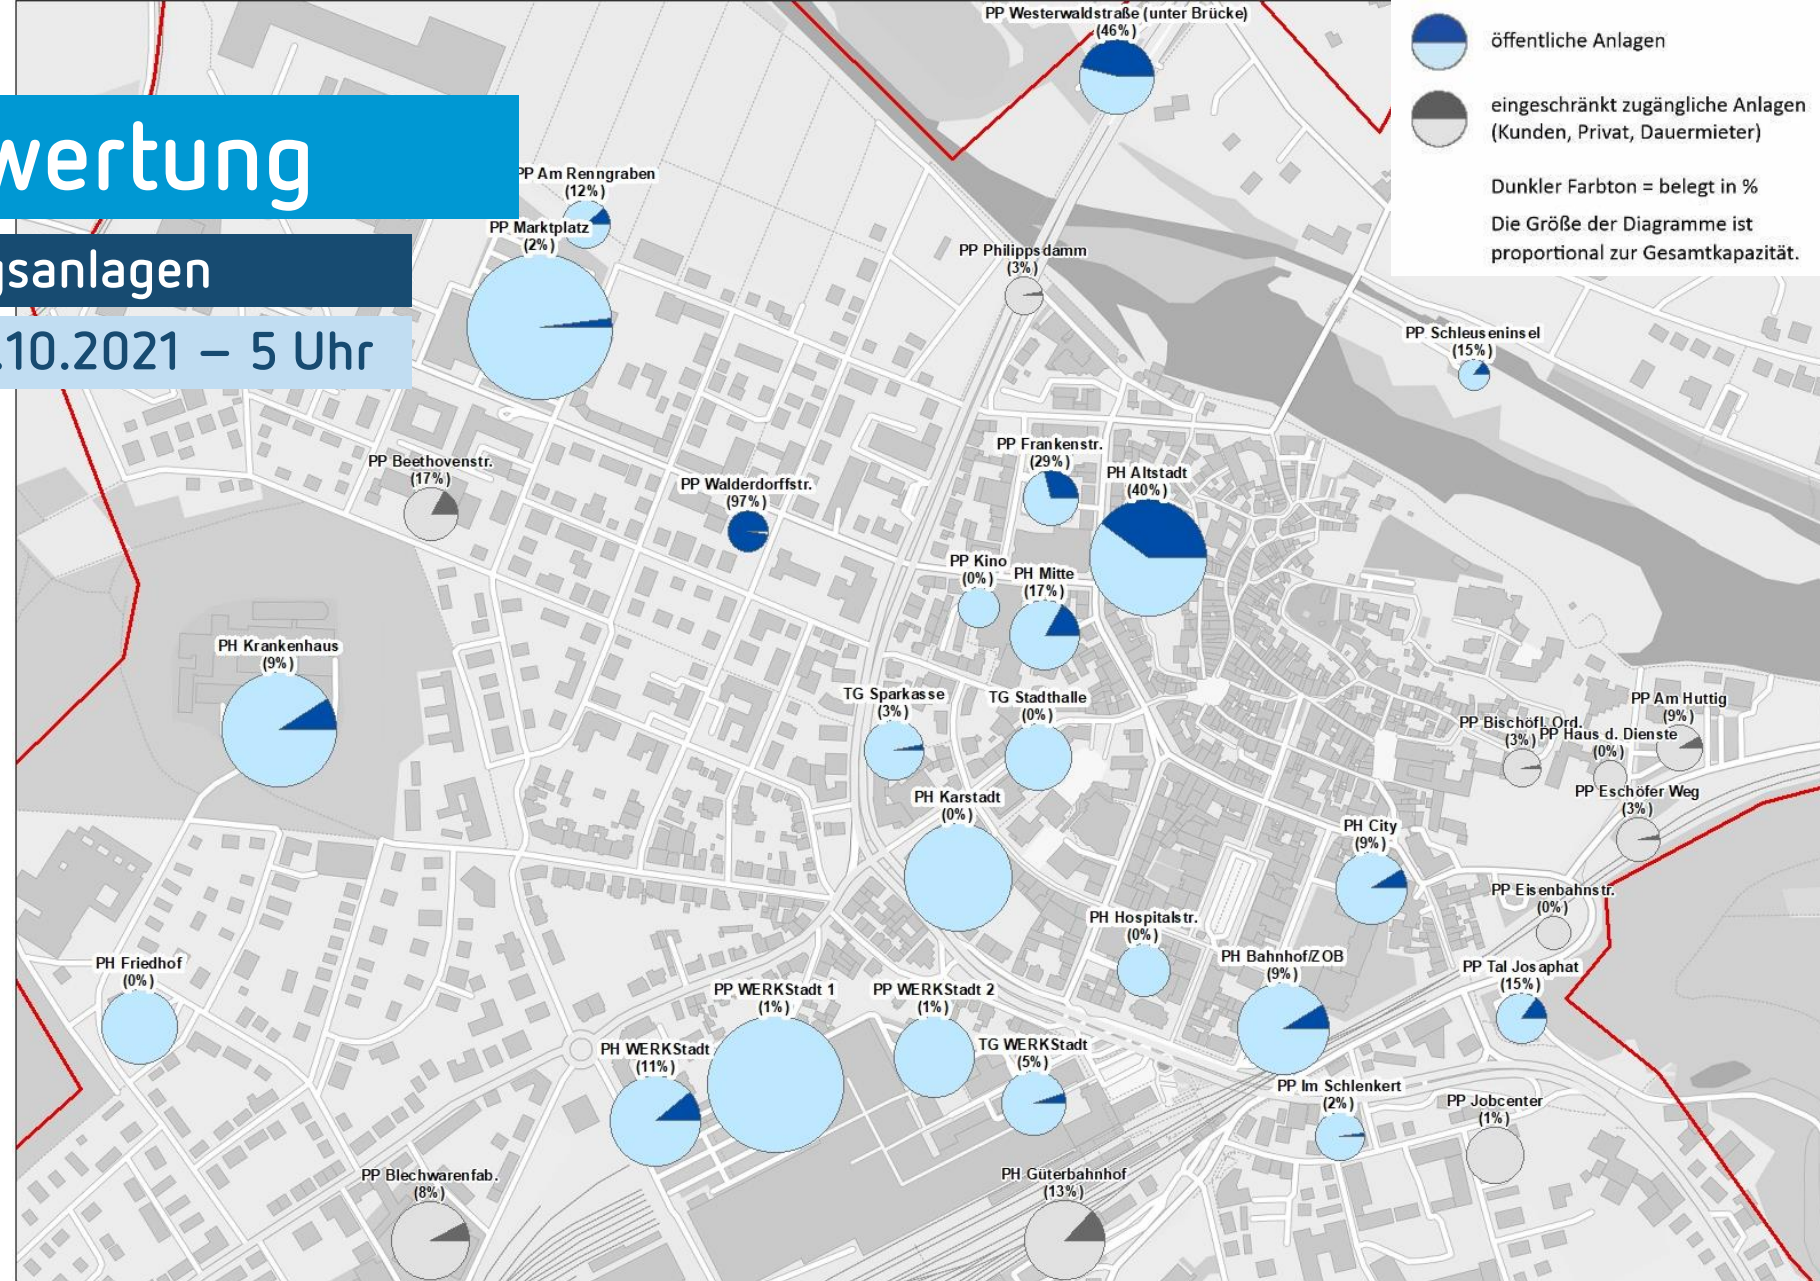 wertung
gsanlagen
.10.2021 – 5 Uhr
öffentliche Anlagen
eingeschränkt zugängliche Anlagen
(Kunden, Privat, Dauermieter)
Dunkler Farbton = belegt in %
Die Größe der Diagramme ist
proportional zur Gesamtkapazität.
PP Westerwaldstraße (unter Brücke)
(46%)
PP Am Renngraben
(12%)
PP Marktplatz
(2%)
PP Philippsdamm
(3%)
PP Schleuseninsel
(15%)
PP Beethovenstr.
(17%)
PP Walderdorffstr.
(97%)
PP Frankenstr.
(29%)
PH Altstadt
(40%)
PP Kino
(0%)
PH Mitte
(17%)
PH Krankenhaus
(9%)
TG Sparkasse
(3%)
TG Stadthalle
(0%)
PP Am Huttig
(9%)
PP Bischöfl. Ord.
(3%)
PP Haus d. Dienste
(0%)
PP Eschöfer Weg
(3%)
PH Karstadt
(0%)
PH City
(9%)
PP Eisenbahnstr.
(0%)
PH Hospitalstr.
(0%)
PH Bahnhof/ZOB
(9%)
PP Tal Josaphat
(15%)
PH Friedhof
(0%)
PP WERKStadt 1
(1%)
PP WERKStadt 2
(1%)
PH WERKStadt
(11%)
TG WERKStadt
(5%)
PP Im Schlenkert
(2%)
PP Jobcenter
(1%)
PP Blechwarenfab.
(8%)
PH Güterbahnhof
(13%)